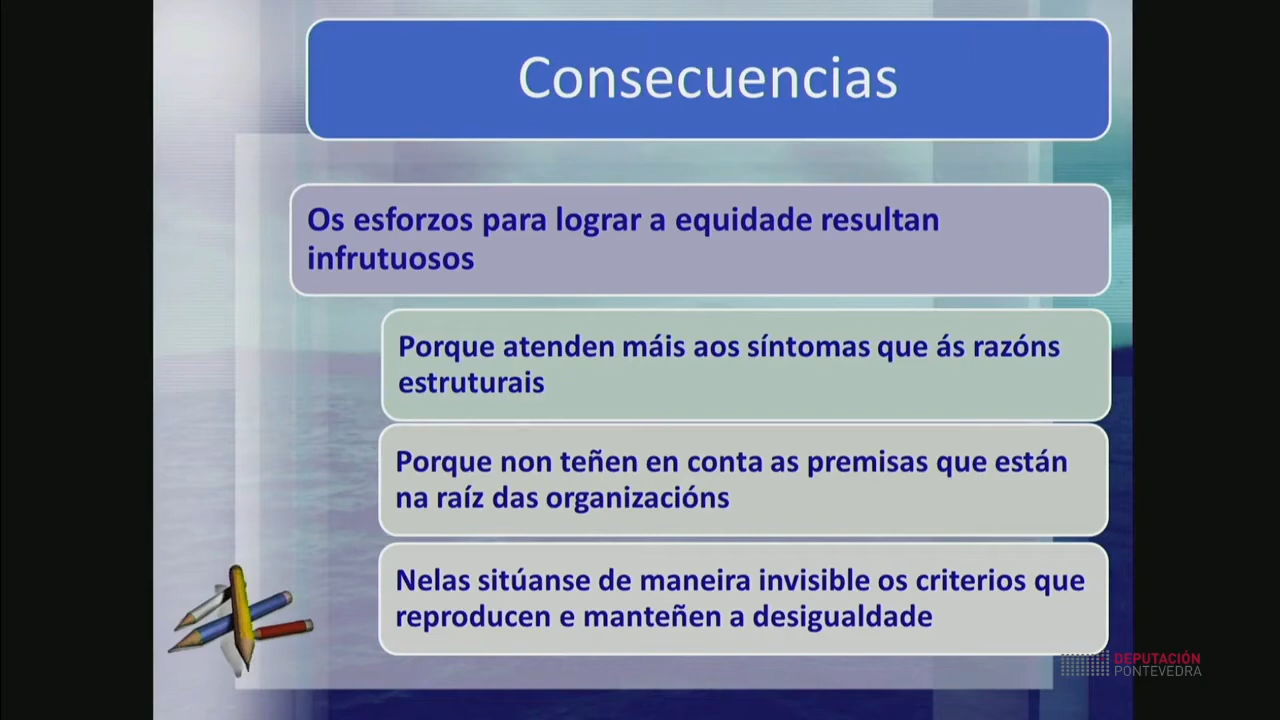 Consecuencias
Os esforzos para lograr a equidade resultan
infrutuosos
Porque atenden máis aos síntomas que ás razóns
estruturais
Porque non teñen en conta as premisas que están
na raíz das organizacións
Nelas sitúanse de maneira invisible os criterios que
reproducen e manteñen a desigualdade
DEPUTACIÓN
PONTEVEDRA